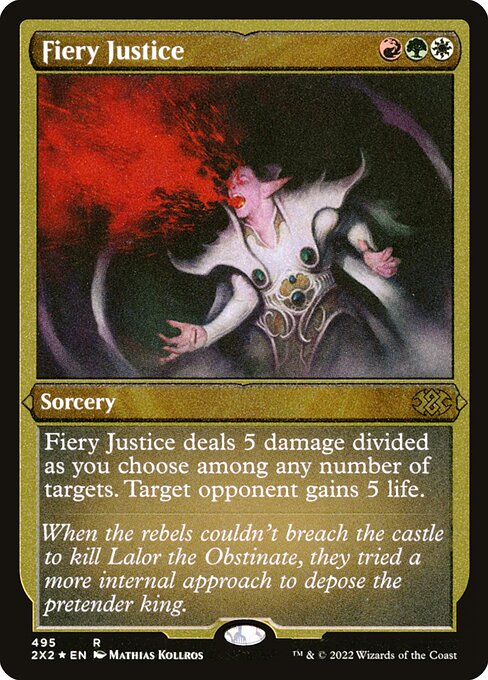 Fiery Justice
Sorcery
Fiery Justice deals 5 damage divided
as you choose among any number of
targets. Target opponent gains 5 life.
When the rebels couldn't breach the castle
to kill Lalor the Obstinate, they tried a
more internal approach to depose the
pretender king.
495 R
2X2 ★ EN Mathias Kollros
™ & © 2022 Wizards of the Coast